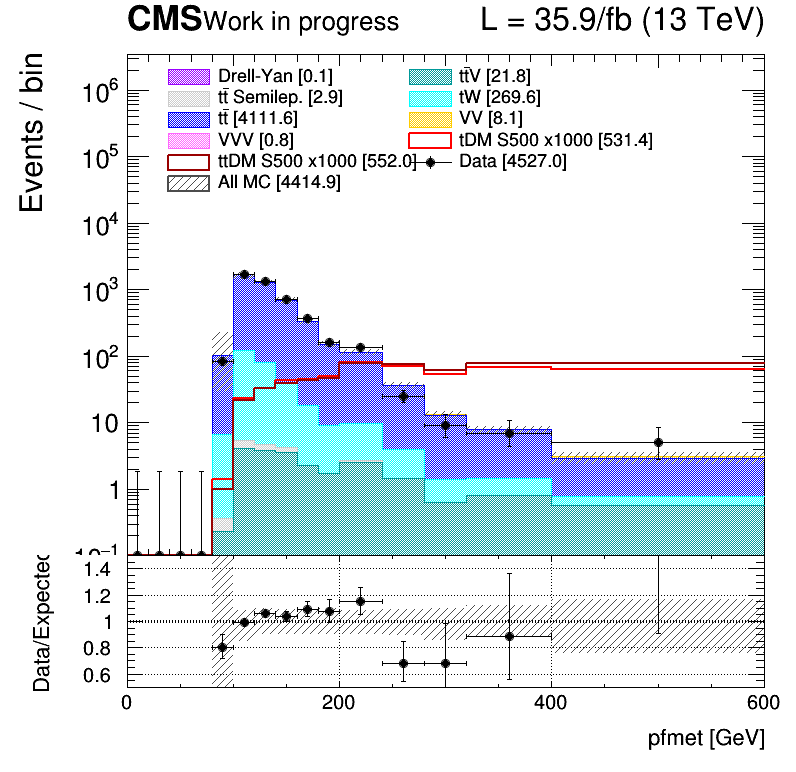 CMS Work in progress L = 35.9/fb (13 TeV)
Events / bin
Drell-Yan [0.1] tt̄V [21.8]
tt̄ Semilep. [2.9] tW [269.6]
tt̄ [4111.6] VV [8.1]
VVV [0.8] tDM S500 x1000 [531.4]
ttDM S500 x1000 [552.0] Data [4527.0]
All MC [4414.9]
10⁶
10⁵
10⁴
10³
10²
10
1
10⁻¹
Data/Expected
1.4
1.2
1
0.8
0.6
0 200 400 600
pfmet [GeV]